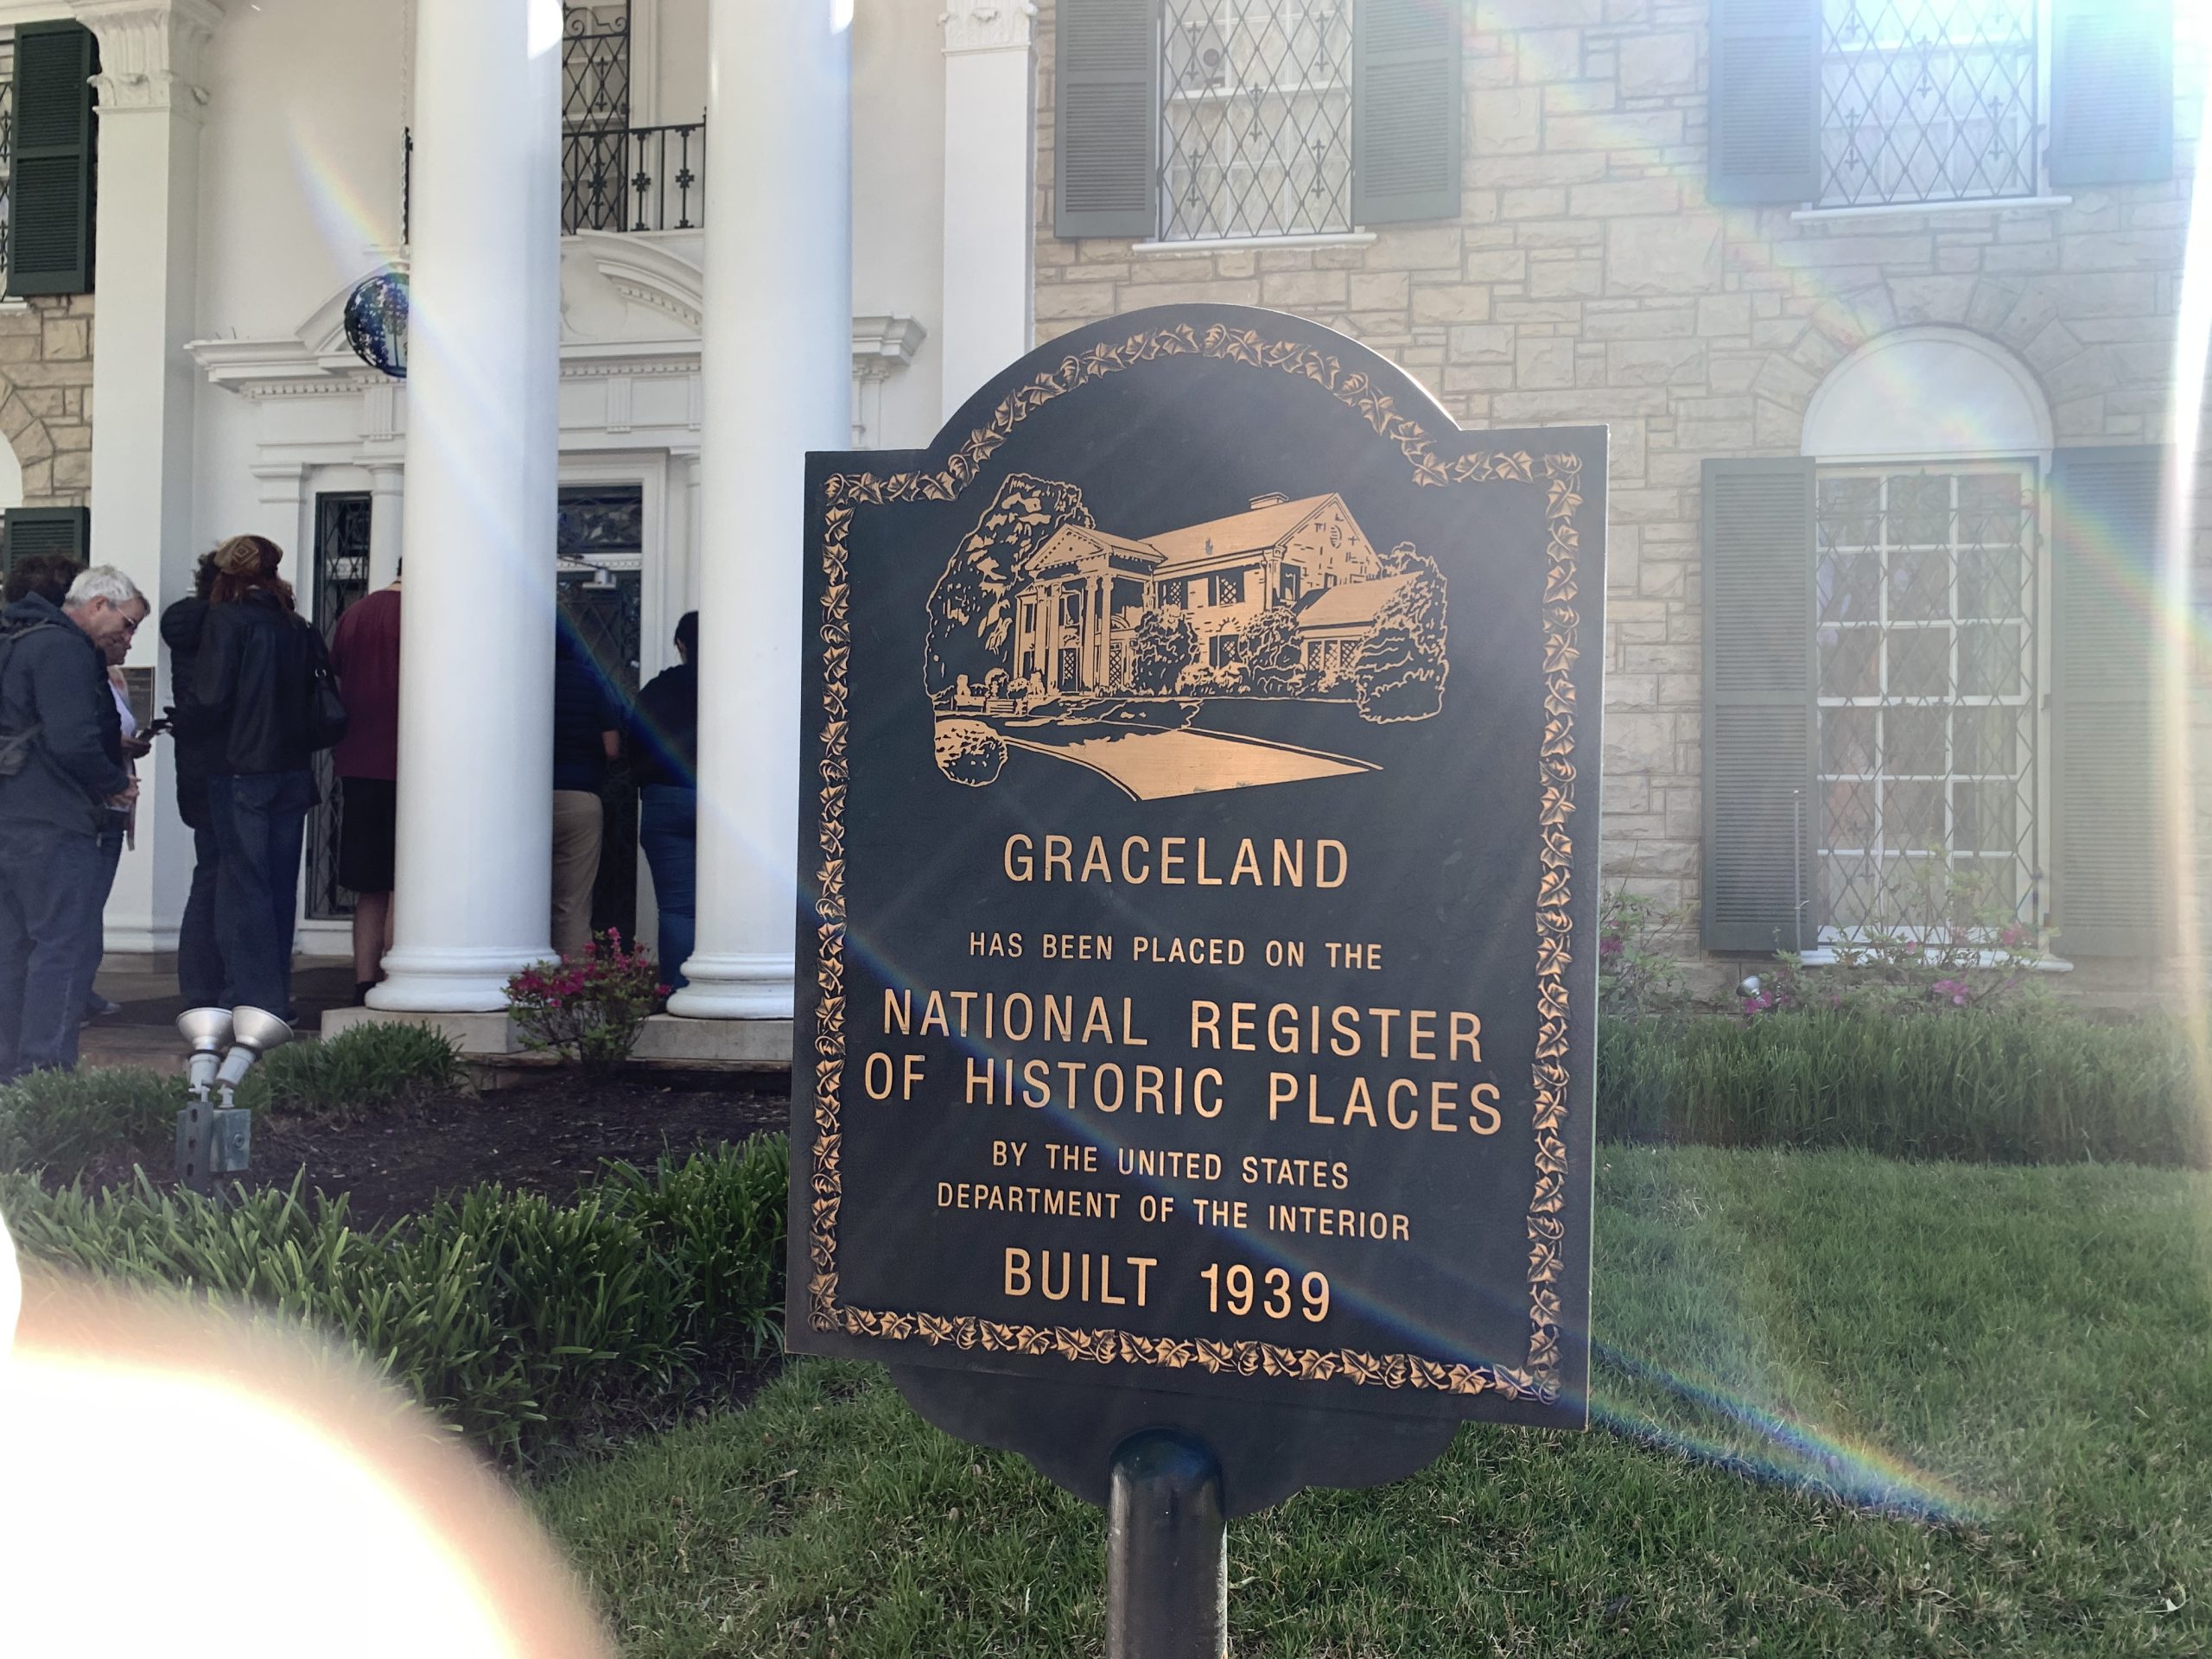 GRACELAND
HAS BEEN PLACED ON THE
NATIONAL REGISTER
OF HISTORIC PLACES
BY THE UNITED STATES
DEPARTMENT OF THE INTERIOR
BUILT 1939